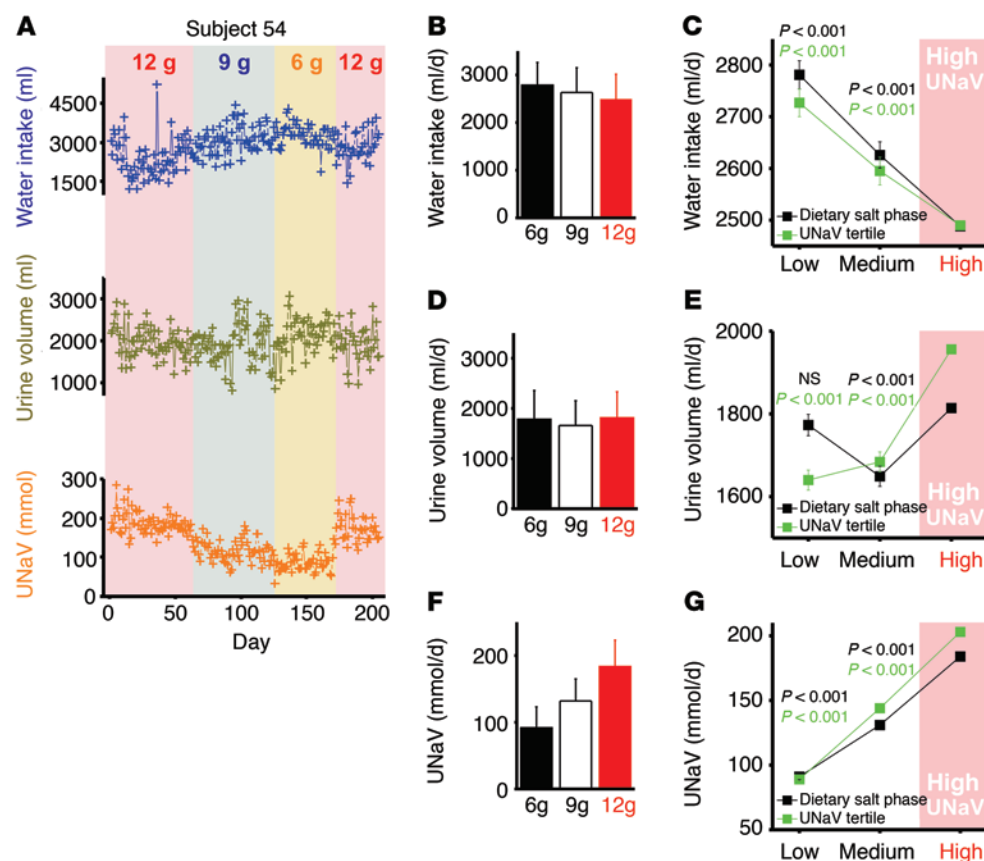 A
Subject 54
12 g 9 g 6 g 12 g
Water intake (ml)
4500
3000
1500
Urine volume (ml)
3000
2000
1000
UNaV (mmol)
300
200
100
0
0 50 100 150 200
Day
B
Water intake (ml/d)
3000
2000
1000
0
6g 9g 12g
C
Water intake (ml/d)
2800
2700
2600
2500
P < 0.001
P < 0.001
P < 0.001
P < 0.001
High
UNaV
Dietary salt phase
UNaV tertile
Low Medium High
D
Urine volume (ml/d)
3000
2000
1000
0
6g 9g 12g
E
Urine volume (ml/d)
2000
1800
1600
NS
P < 0.001
P < 0.001
P < 0.001
High
UNaV
Dietary salt phase
UNaV tertile
Low Medium High
F
UNaV (mmol/d)
200
100
0
6g 9g 12g
G
UNaV (mmol/d)
200
150
100
50
P < 0.001
P < 0.001
P < 0.001
P < 0.001
High
UNaV
Dietary salt phase
UNaV tertile
Low Medium High